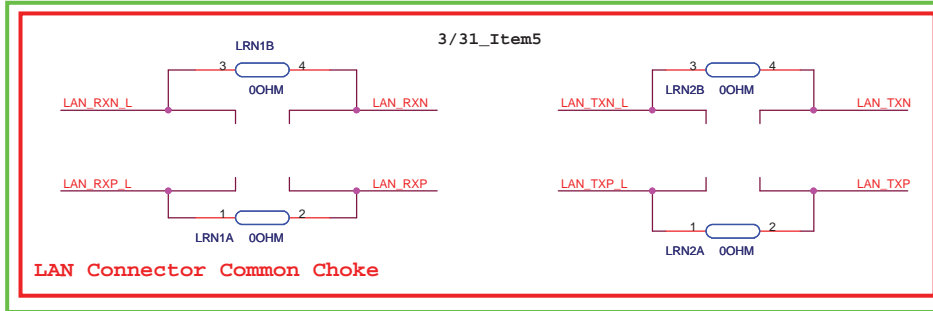 3/31_Item5
LRN1B
3 4 3 4
0OHM LRN2B 0OHM
LAN_RXN_L LAN_RXN LAN_TXN_L LAN_TXN
LAN_RXP_L LAN_RXP LAN_TXP_L LAN_TXP
1 2
LRN1A 0OHM
1 2
LRN2A 0OHM
LAN Connector Common Choke